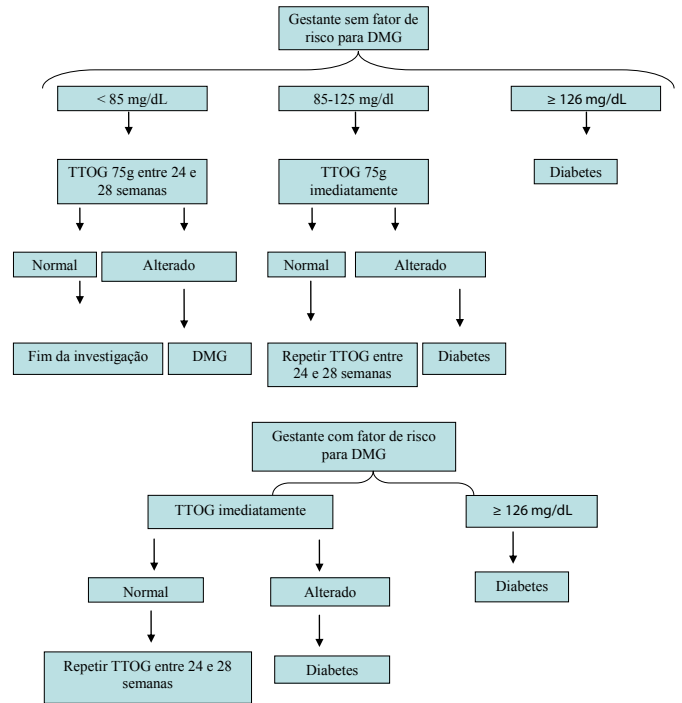 Gestante sem fator de
risco para DMG
< 85 mg/dL
85-125 mg/dl
≥ 126 mg/dL
TTOG 75g entre 24 e
28 semanas
TTOG 75g
imediatamente
Diabetes
Normal
Alterado
Normal
Alterado
Fim da investigação
DMG
Repetir TTOG entre
24 e 28 semanas
Diabetes
Gestante com fator de risco
para DMG
TTOG imediatamente
≥ 126 mg/dL
Normal
Alterado
Diabetes
Repetir TTOG entre 24 e 28
semanas
Diabetes